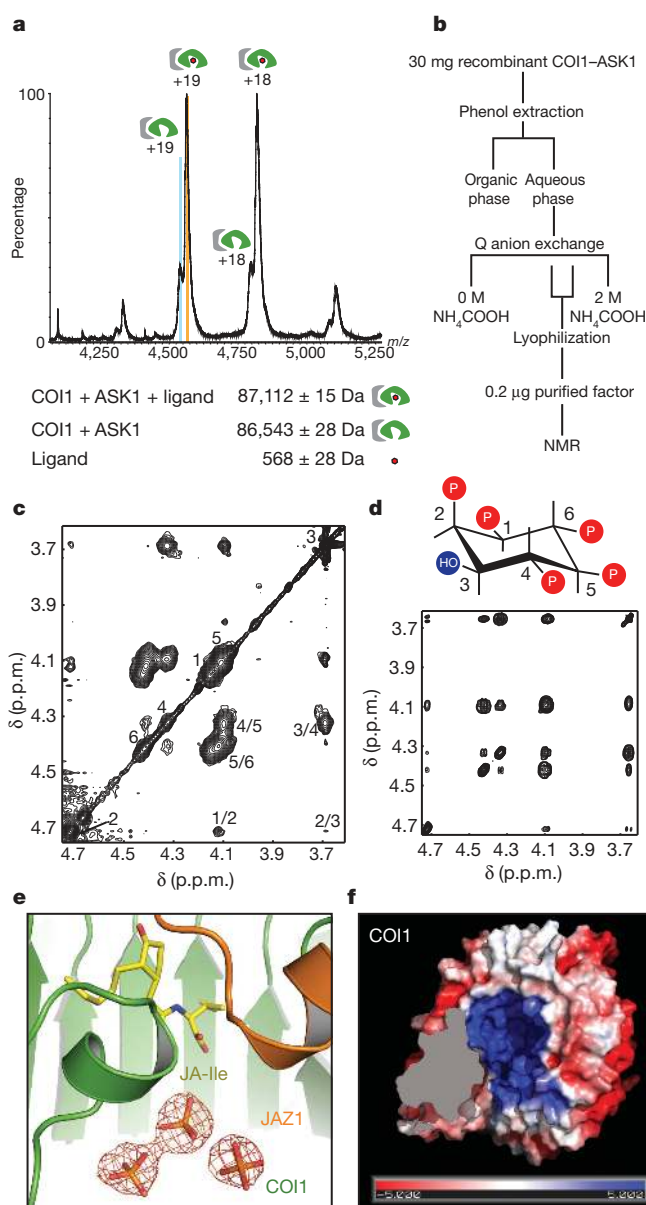 a
+19
+18
100
+19
+18
Percentage
0
4,250
4,500
4,750
5,000
5,250
m/z
COI1 + ASK1 + ligand 87,112 ± 15 Da
COI1 + ASK1 86,543 ± 28 Da
Ligand 568 ± 28 Da
b
30 mg recombinant COI1–ASK1
Phenol extraction
Organic
phase
Aqueous
phase
Q anion exchange
0 M
NH4COOH
2 M
NH4COOH
Lyophilization
0.2 μg purified factor
NMR
c
3.7
3.9
4.1
4.3
4.5
4.7
δ (p.p.m.)
3
5
1
4
4/5
3/4
6
5/6
2
1/2
2/3
4.7 4.5 4.3 4.1 3.9 3.7
δ (p.p.m.)
d
P
2
P
1
6
P
HO
3
4
P
5
P
3.7
3.9
4.1
4.3
4.5
4.7
δ (p.p.m.)
4.7 4.5 4.3 4.1 3.9 3.7
δ (p.p.m.)
e
JA-Ile
JAZ1
COI1
f
COI1
-5.000
5.000